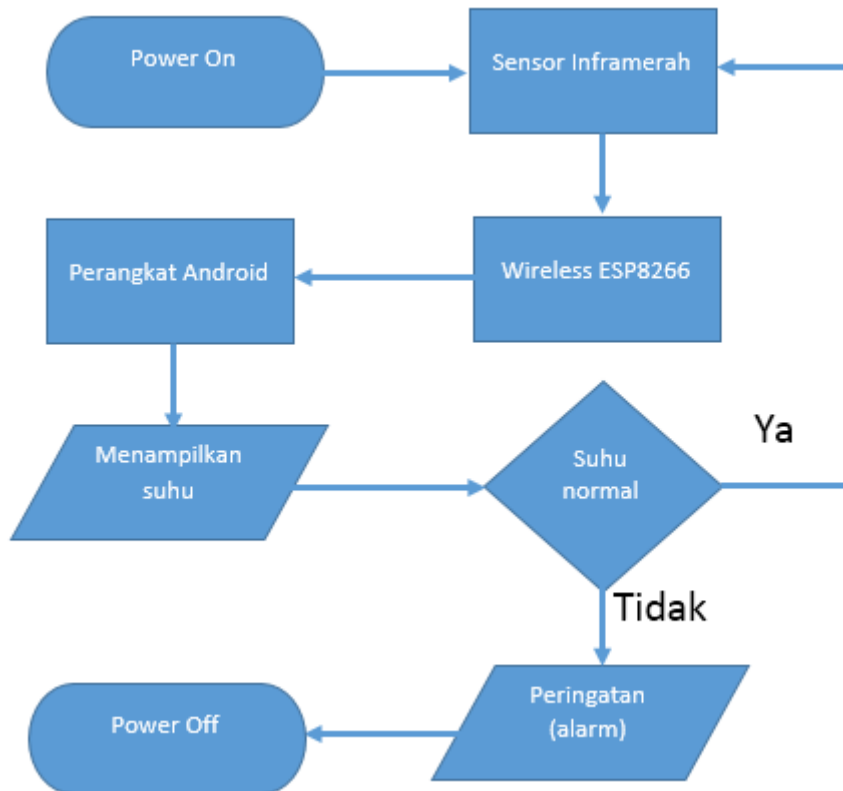 Power On
Sensor Inframerah
Perangkat Android
Wireless ESP8266
Menampilkan
suhu
Suhu
normal
Ya
Tidak
Peringatan
(alarm)
Power Off